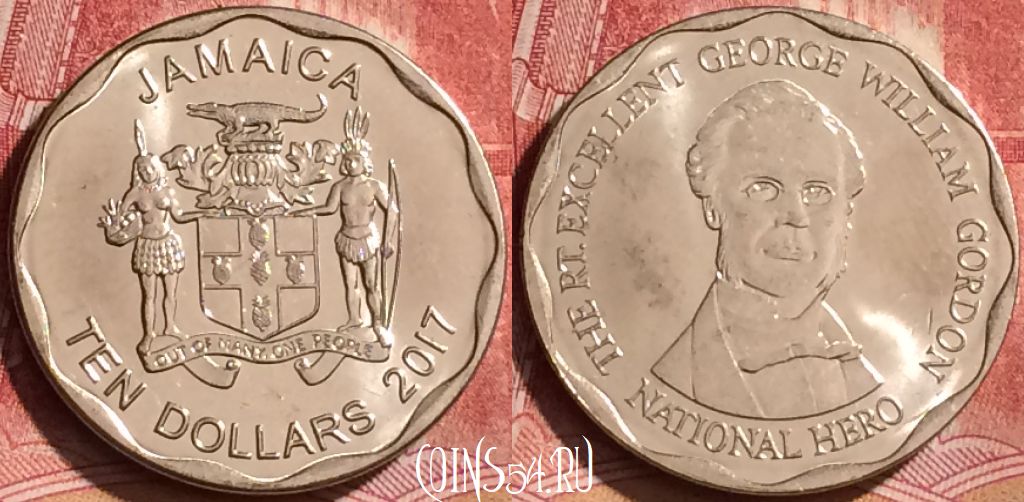 JAMAICA
OUT OF MANY, ONE PEOPLE
TEN DOLLARS 2017
THE RT. EXCELLENT GEORGE WILLIAM GORDON
NATIONAL HERO
COINS54.RU